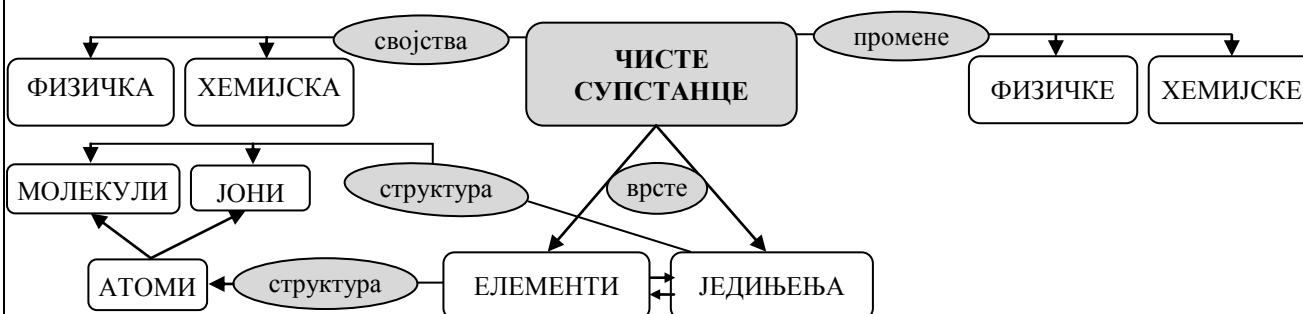 својства
ЧИСТЕ
СУПСТАНЦЕ
промене
ФИЗИЧКА
ХЕМИЈСКА
ФИЗИЧКЕ
ХЕМИЈСКЕ
МОЛЕКУЛИ
ЈОНИ
структура
врсте
АТОМИ
структура
ЕЛЕМЕНТИ
ЈЕДИЊЕЊА